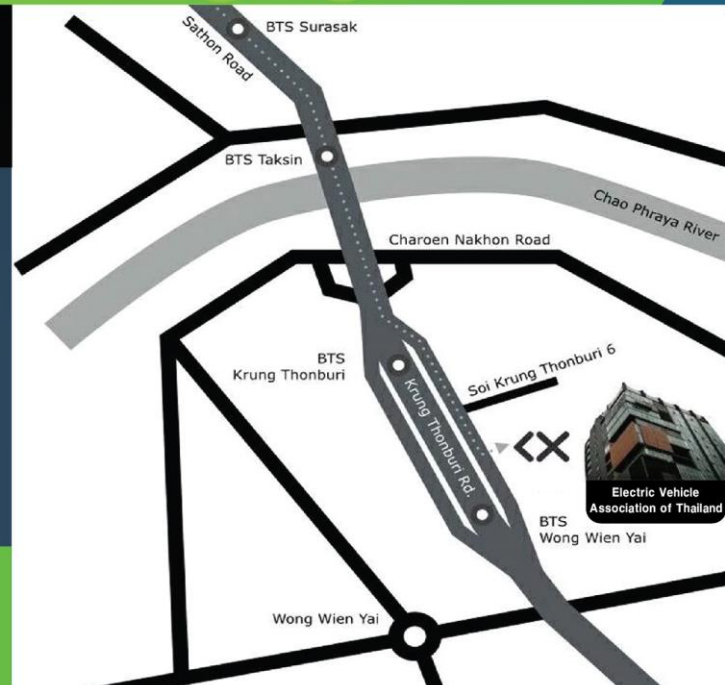 BTS Surasak
Sathon Road
BTS Taksin
Chao Phraya River
Charoen Nakhon Road
BTS
Krung Thonburi
Soi Krung Thonburi 6
Krung Thonburi Rd.
Electric Vehicle
Association of Thailand
BTS
Wong Wien Yai
Wong Wien Yai